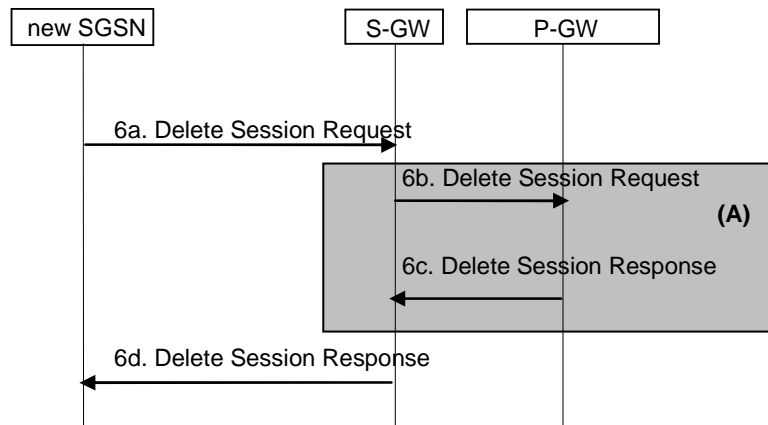 new SGSN
S-GW
P-GW
6a. Delete Session Request
6b. Delete Session Request
(A)
6c. Delete Session Response
6d. Delete Session Response